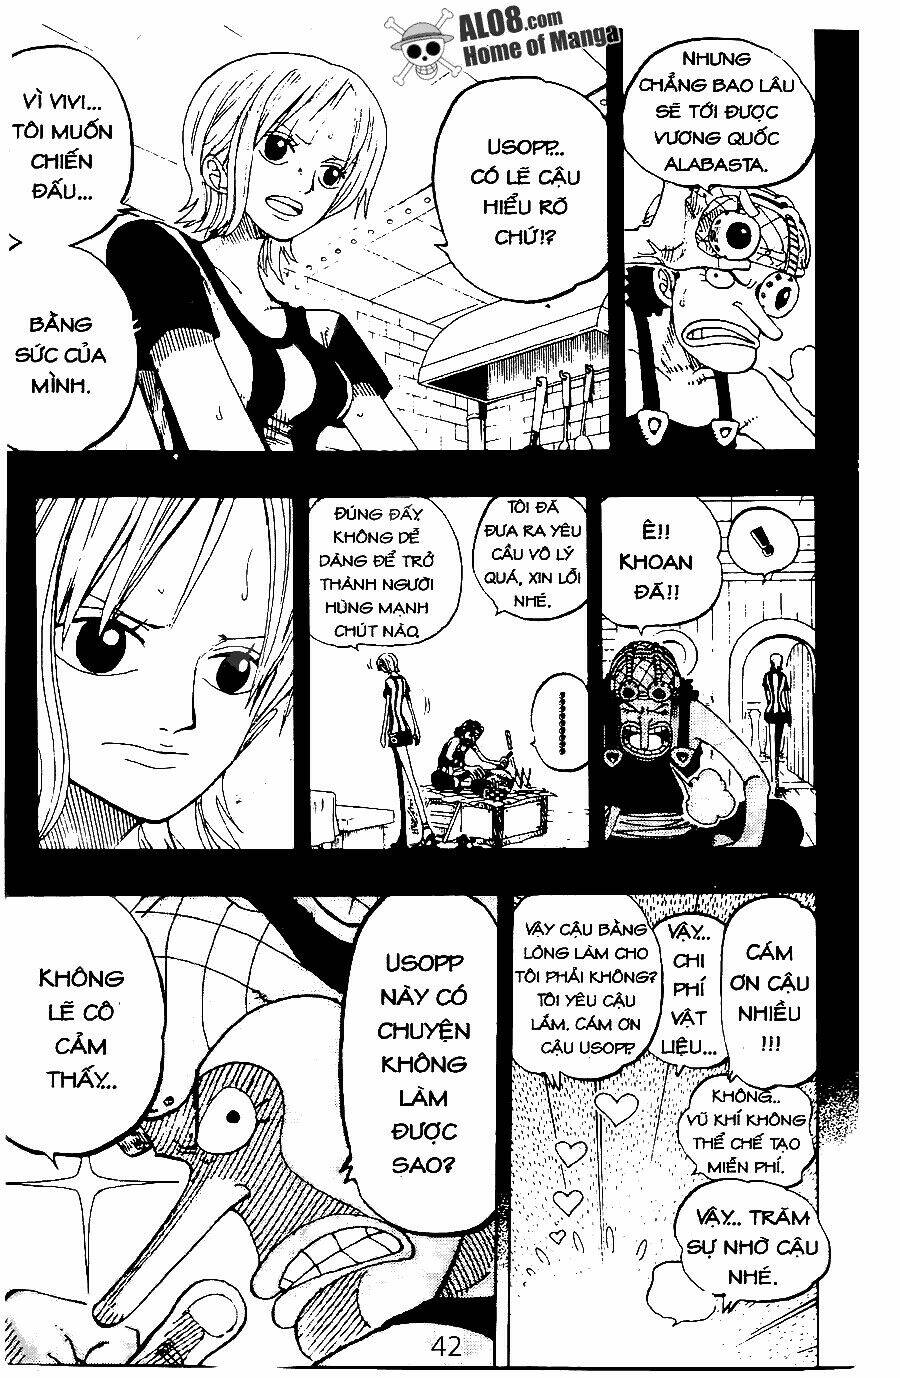 ALO8.com
Home of Manga
NHƯNG
CHẲNG BAO LÂU
SẼ TỚI ĐƯỢC
VƯƠNG QUỐC
ALABASTA.
USOPP...
CÓ LẼ CẬU
HIỂU RÕ
CHỨ!?
VÌ VIVI...
TÔI MUỐN
CHIẾN
ĐẤU...
BẰNG
SỨC CỦA
MÌNH.
!
Ê!!
KHOAN
ĐÃ!!
TÔI ĐÃ
ĐƯA RA YÊU
CẦU VÔ LÝ
QUÁ, XIN LỖI
NHÉ.
ĐÚNG ĐẤY.
KHÔNG DỄ
DÀNG ĐỂ TRỞ
THÀNH NGƯỜI
HÙNG MẠNH
CHÚT NÀO.
.........
CÁM
ƠN CẬU
NHIỀU
!!!
VẬY...
CHI
PHÍ
VẬT
LIỆU...
VẬY CẬU BẰNG
LÒNG LÀM CHO
TÔI PHẢI KHÔNG?
TÔI YÊU CẬU
LẮM. CÁM ƠN
CẬU USOPP.
KHÔNG..
VŨ KHÍ KHÔNG
THỂ CHẾ TẠO
MIỄN PHÍ.
VẬY... TRĂM
SỰ NHỜ CẬU
NHÉ.
USOPP
NÀY CÓ
CHUYỆN
KHÔNG
LÀM
ĐƯỢC
SAO?
KHÔNG
LẼ CÔ
CẢM
THẤY...
42